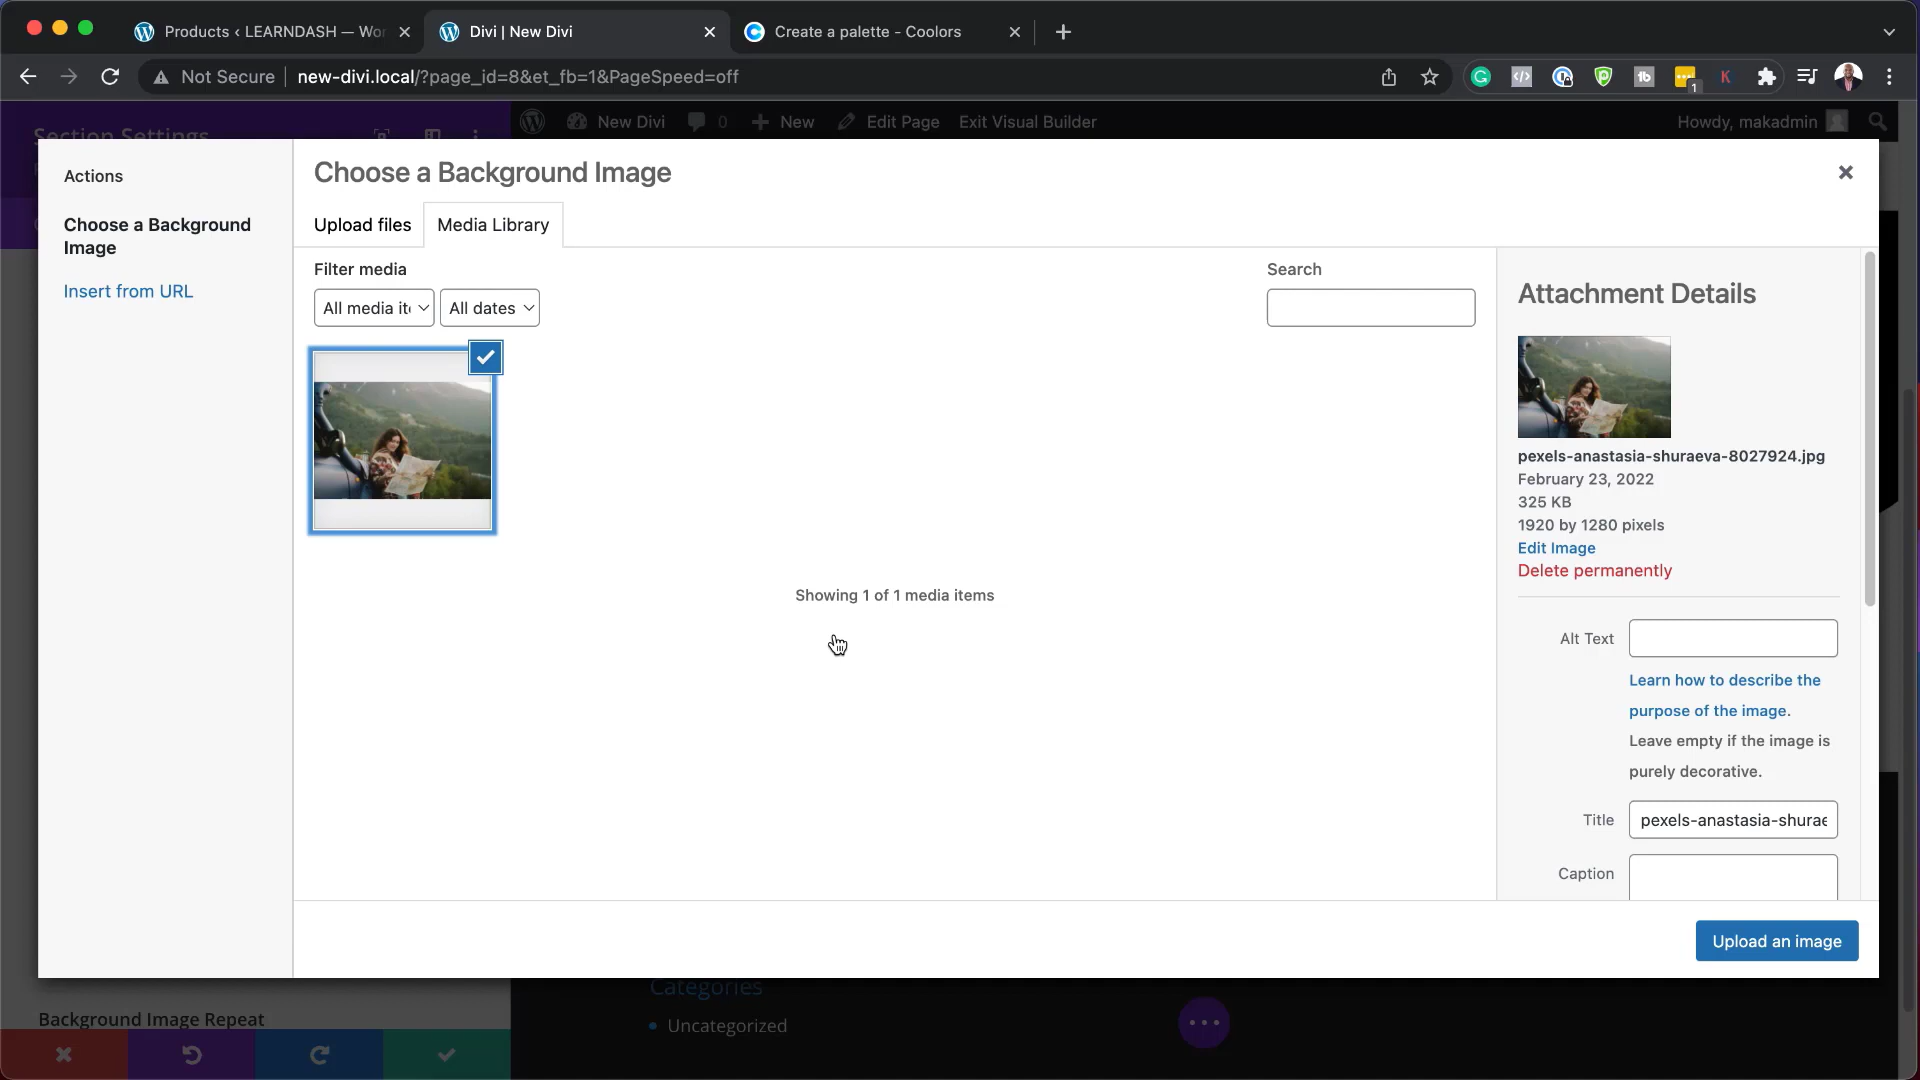 Products ‹ LEARNDASH — Wor
Divi | New Divi
Create a palette - Coolors
Not Secure
new-divi.local/?page_id=8&et_fb=1&PageSpeed=off
1
Section Settings
New Divi
0
New
Edit Page
Exit Visual Builder
Howdy, makadmin
Actions
Choose a Background
Image
Insert from URL
Choose a Background Image
Upload files
Media Library
Filter media
All media it
All dates
Search
Showing 1 of 1 media items
Attachment Details
pexels-anastasia-shuraeva-8027924.jpg
February 23, 2022
325 KB
1920 by 1280 pixels
Edit Image
Delete permanently
Alt Text
Learn how to describe the
purpose of the image.
Leave empty if the image is
purely decorative.
Title
pexels-anastasia-shurae
Caption
Upload an image
Background Image Repeat
Categories
Uncategorized